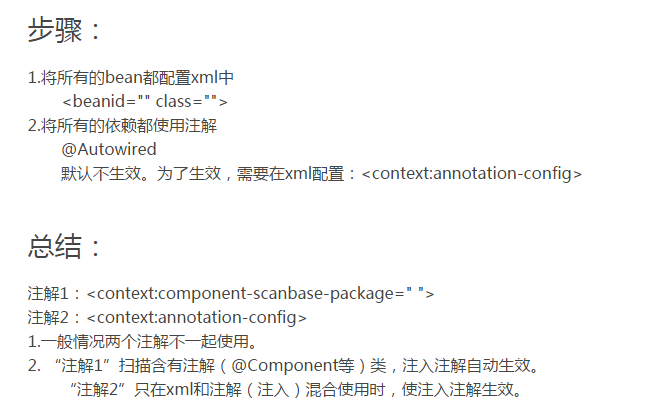 步骤：
1.将所有的bean都配置xml中
<beanid="" class="">
2.将所有的依赖都使用注解
@Autowired
默认不生效。为了生效，需要在xml配置：<context:annotation-config>
总结：
注解1：<context:component-scanbase-package=" ">
注解2：<context:annotation-config>
1.一般情况两个注解不一起使用。
2. “注解1”扫描含有注解（@Component等）类，注入注解自动生效。
“注解2”只在xml和注解（注入）混合使用时，使注入注解生效。